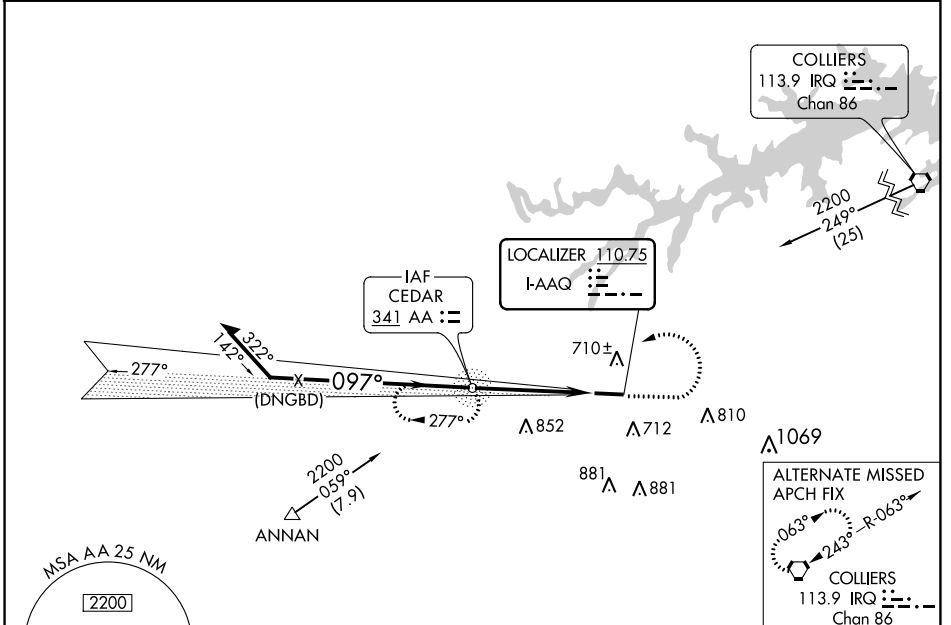 COLLIERS
113.9 IRQ
Chan 86
2200
249°
(25)
LOCALIZER 110.75
I-AAQ
IAF
CEDAR
341 AA
710±
322°
142°
277°
X
097°
(DNGBD)
277°
852
712
810
1069
2200
059°
(7.9)
881
881
ANNAN
ALTERNATE MISSED
APCH FIX
063°
243°
R-063°
COLLIERS
113.9 IRQ
Chan 86
MSA AA 25 NM
2200